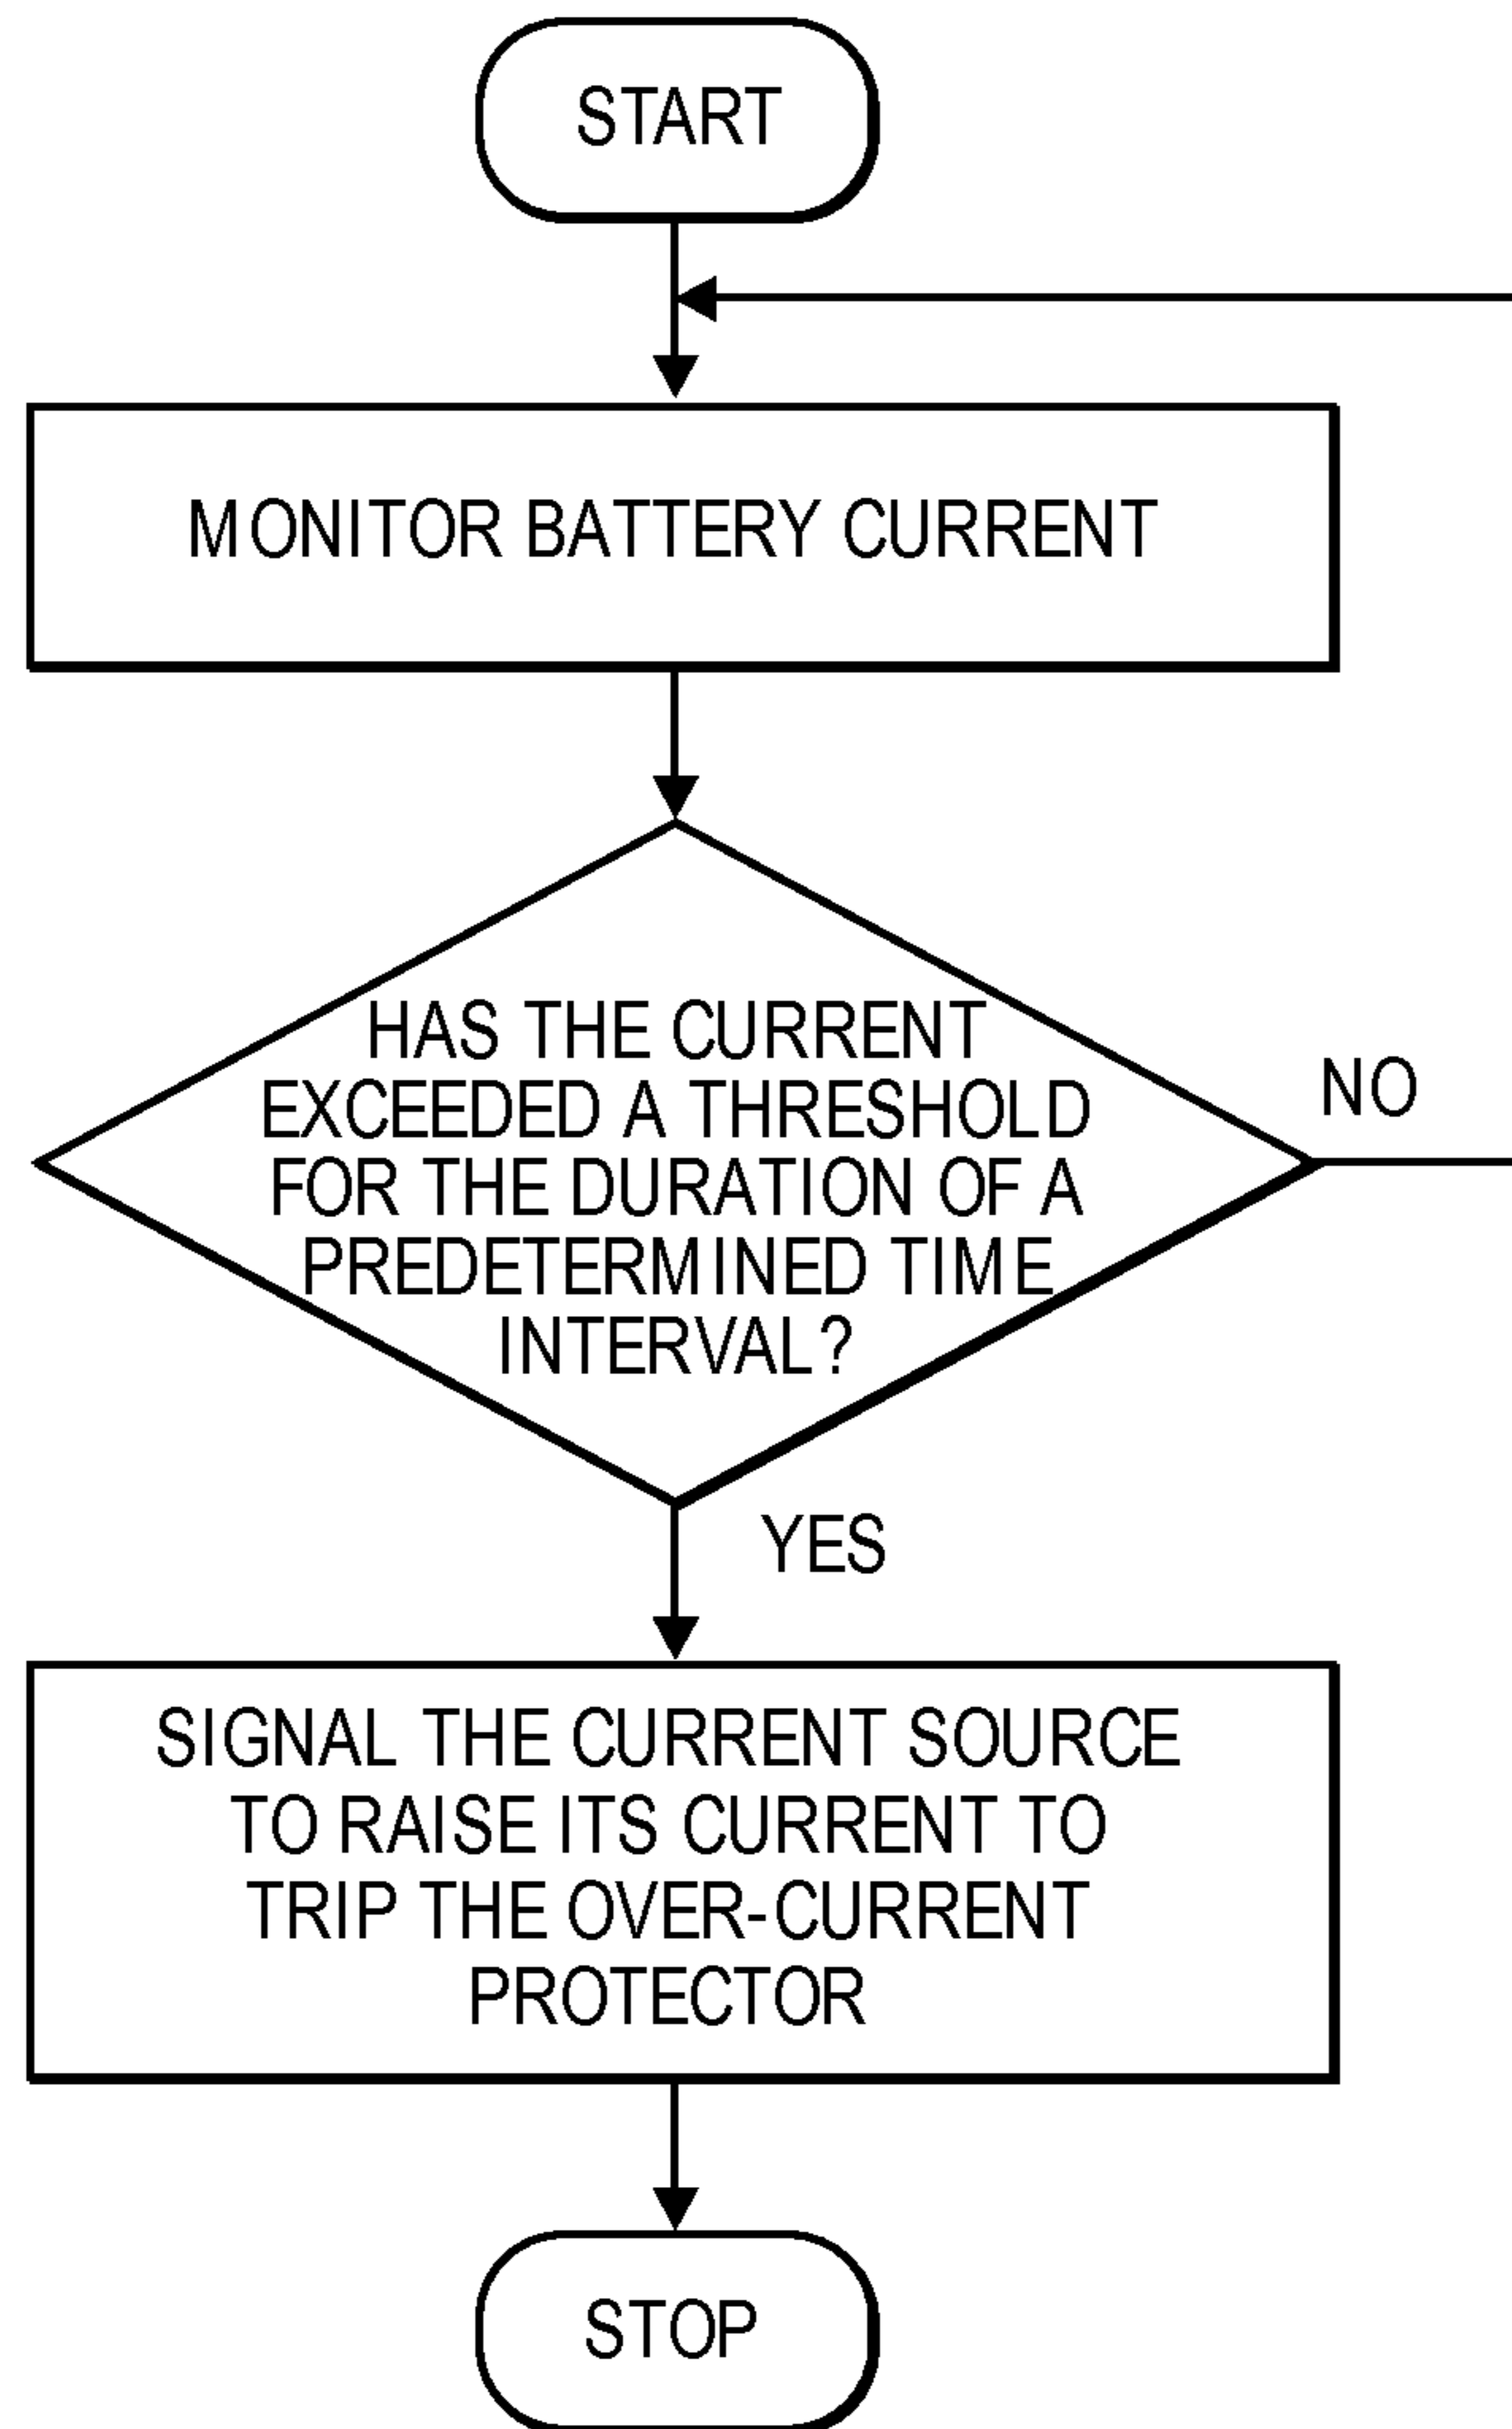 START
MONITOR BATTERY CURRENT
HAS THE CURRENT
EXCEEDED A THRESHOLD
FOR THE DURATION OF A
PREDETERMINED TIME
INTERVAL?
NO
YES
SIGNAL THE CURRENT SOURCE
TO RAISE ITS CURRENT TO
TRIP THE OVER-CURRENT
PROTECTOR
STOP